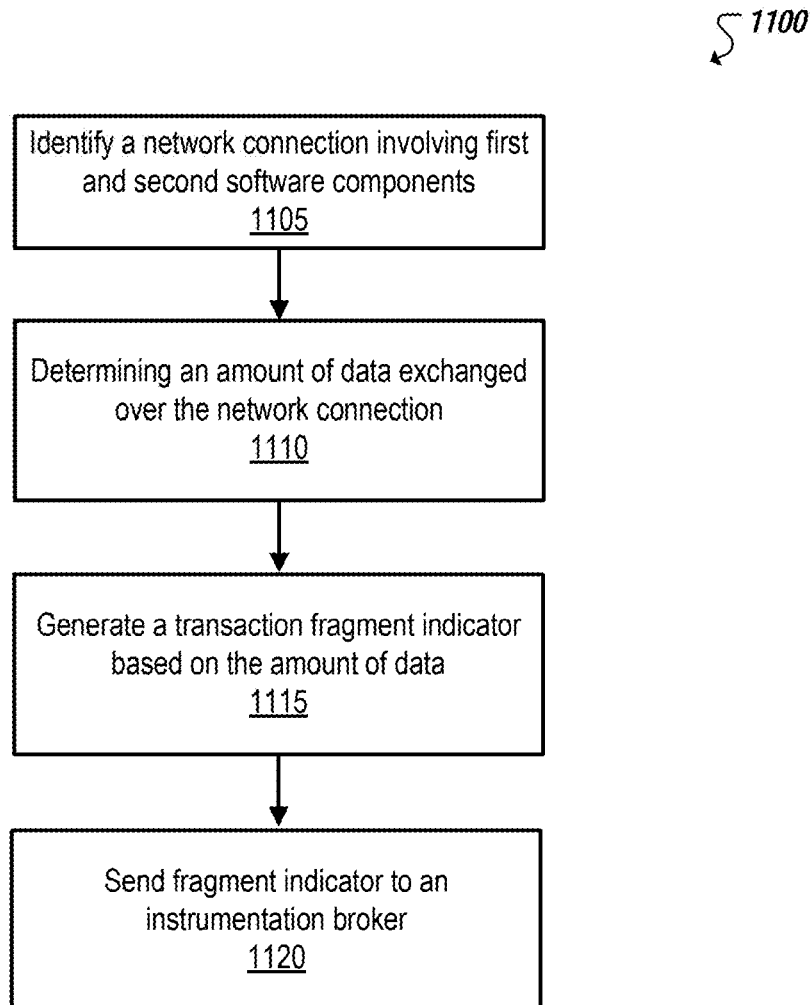 1100
Identify a network connection involving first
and second software components
1105
Determining an amount of data exchanged
over the network connection
1110
Generate a transaction fragment indicator
based on the amount of data
1115
Send fragment indicator to an
instrumentation broker
1120